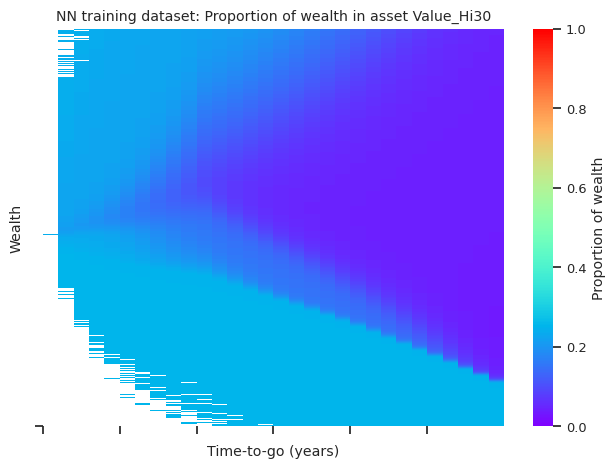 NN training dataset: Proportion of wealth in asset Value_Hi30
1.0
0.8
0.6
0.4
0.2
0.0
Proportion of wealth
Wealth
Time-to-go (years)